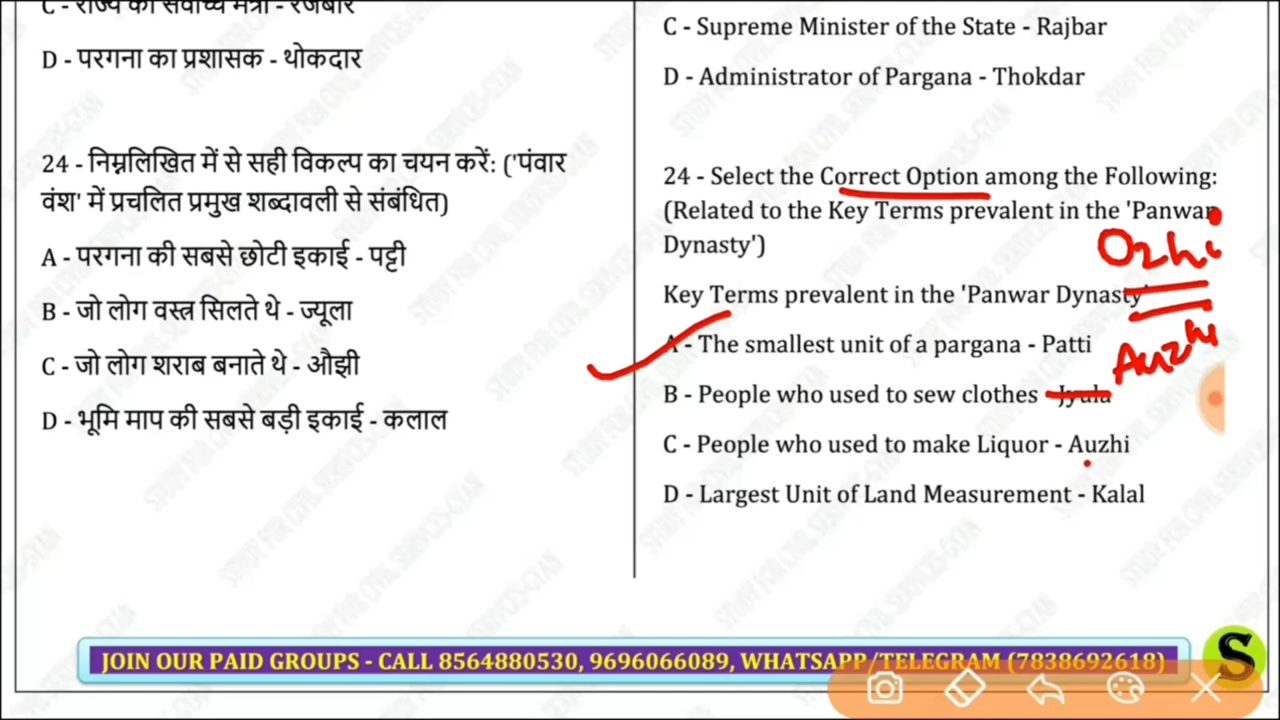 C - राज्य का सर्वोच्च मंत्री - रजबार
D - परगना का प्रशासक - थोकदार
24 - निम्नलिखित में से सही विकल्प का चयन करें: ('पंवार
वंश' में प्रचलित प्रमुख शब्दावली से संबंधित)
A - परगना की सबसे छोटी इकाई - पट्टी
B - जो लोग वस्त्र सिलते थे - ज्यूला
C - जो लोग शराब बनाते थे - औझी
D - भूमि माप की सबसे बड़ी इकाई - कलाल
C - Supreme Minister of the State - Rajbar
D - Administrator of Pargana - Thokdar
24 - Select the Correct Option among the Following:
(Related to the Key Terms prevalent in the 'Panwar
Dynasty')
Ozhi
Key Terms prevalent in the 'Panwar Dynasty'
A - The smallest unit of a pargana - Patti
Auzhi
B - People who used to sew clothes - Jyula
C - People who used to make Liquor - Auzhi
D - Largest Unit of Land Measurement - Kalal
JOIN OUR PAID GROUPS - CALL 8564880530, 9696066089, WHATSAPP/TELEGRAM (7838692618)
S